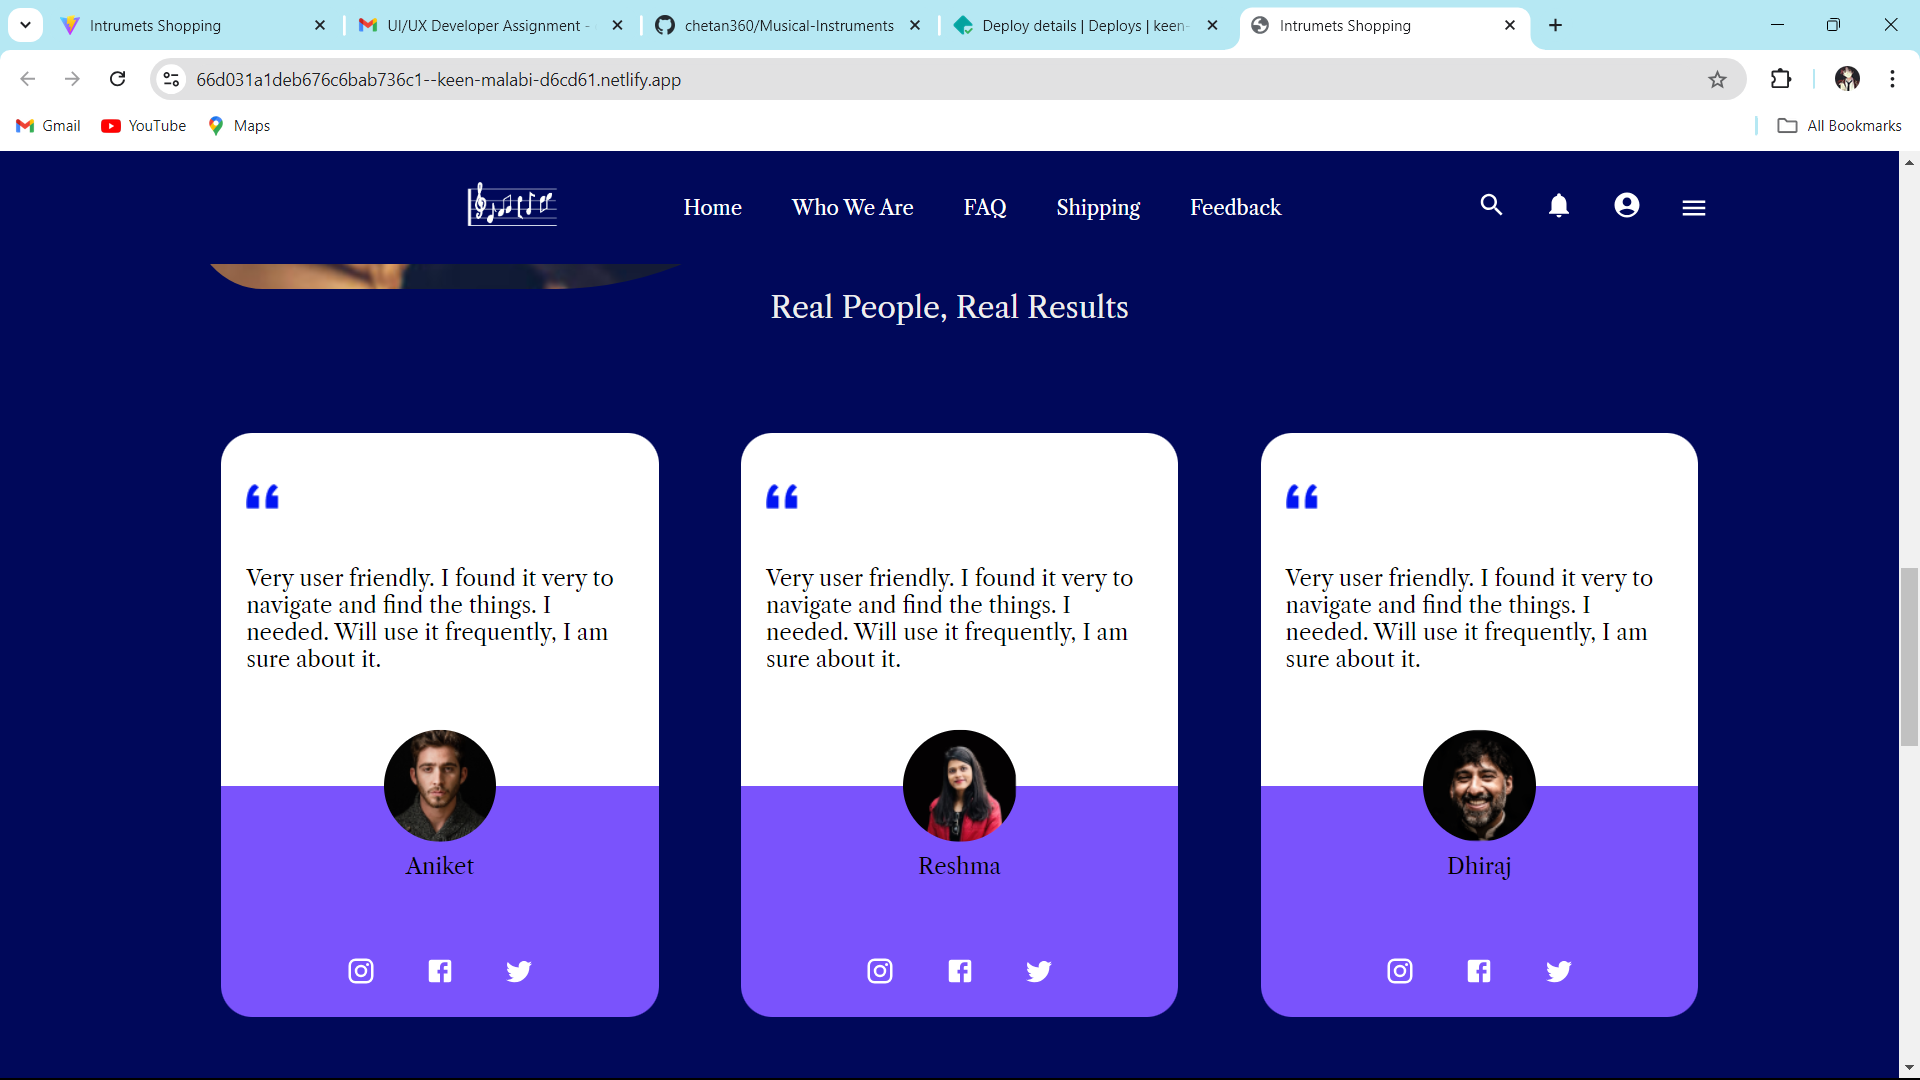 Intrumets Shopping
UI/UX Developer Assignment -
chetan360/Musical-Instruments
Deploy details | Deploys | keen-
Intrumets Shopping
66d031a1deb676c6bab736c1--keen-malabi-d6cd61.netlify.app
Gmail
YouTube
Maps
All Bookmarks
Home
Who We Are
FAQ
Shipping
Feedback
Real People, Real Results
“
Very user friendly. I found it very to
navigate and find the things. I
needed. Will use it frequently, I am
sure about it.
Aniket
“
Very user friendly. I found it very to
navigate and find the things. I
needed. Will use it frequently, I am
sure about it.
Reshma
“
Very user friendly. I found it very to
navigate and find the things. I
needed. Will use it frequently, I am
sure about it.
Dhiraj